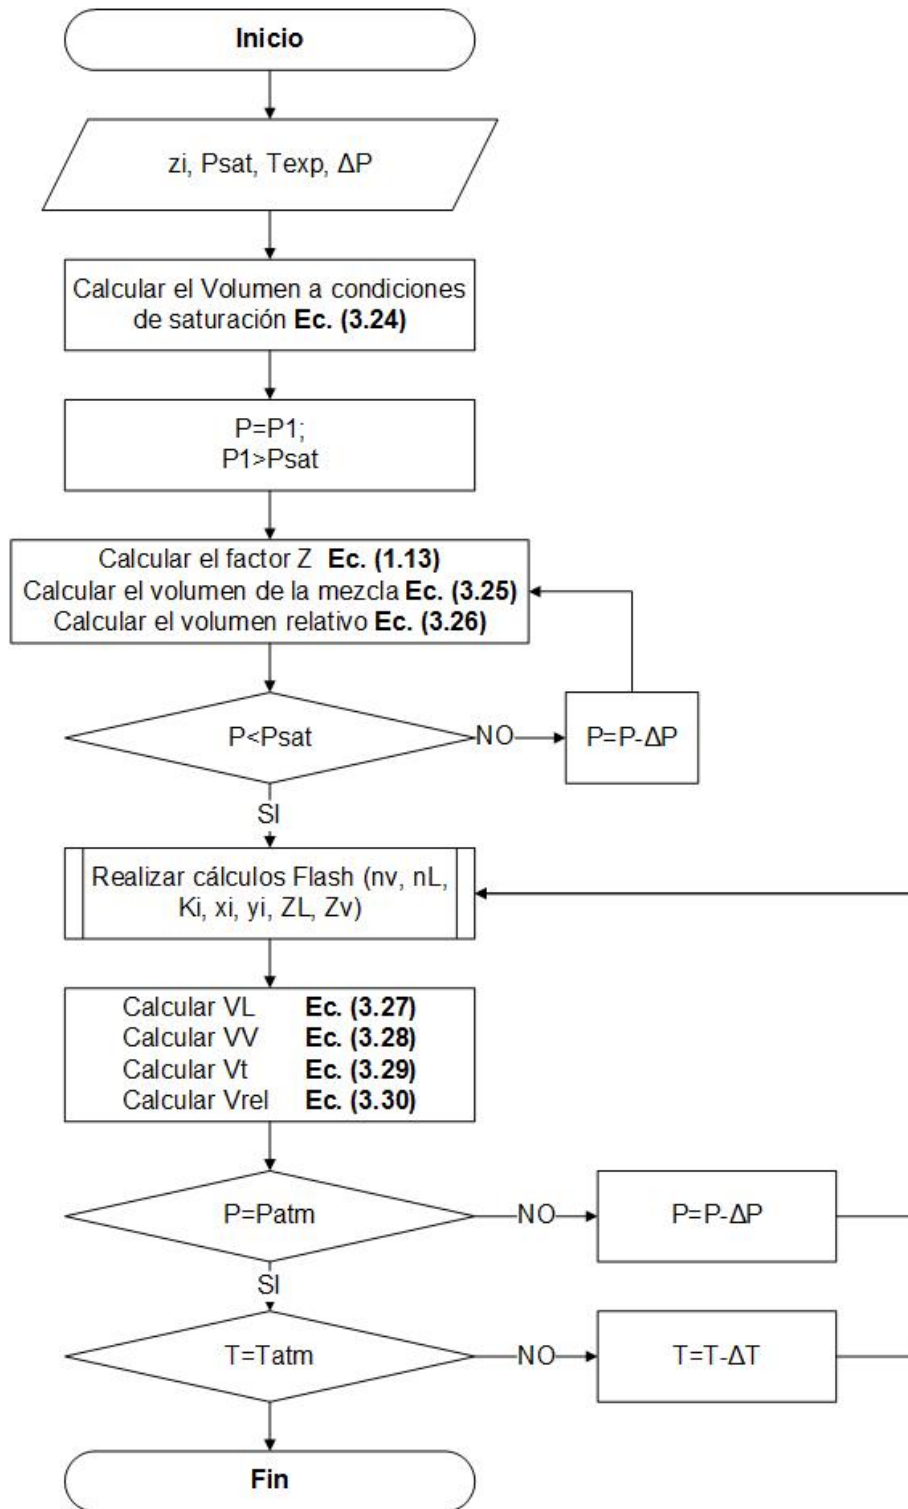 Inicio
zi, Psat, Texp, ΔP
Calcular el Volumen a condiciones
de saturación Ec. (3.24)
P=P1;
P1>Psat
Calcular el factor Z Ec. (1.13)
Calcular el volumen de la mezcla Ec. (3.25)
Calcular el volumen relativo Ec. (3.26)
P<Psat
NO
P=P-ΔP
SI
Realizar cálculos Flash (nv, nL,
Ki, xi, yi, ZL, Zv)
Calcular VL Ec. (3.27)
Calcular VV Ec. (3.28)
Calcular Vt Ec. (3.29)
Calcular Vrel Ec. (3.30)
P=Patm
NO
P=P-ΔP
SI
T=Tatm
NO
T=T-ΔT
Fin